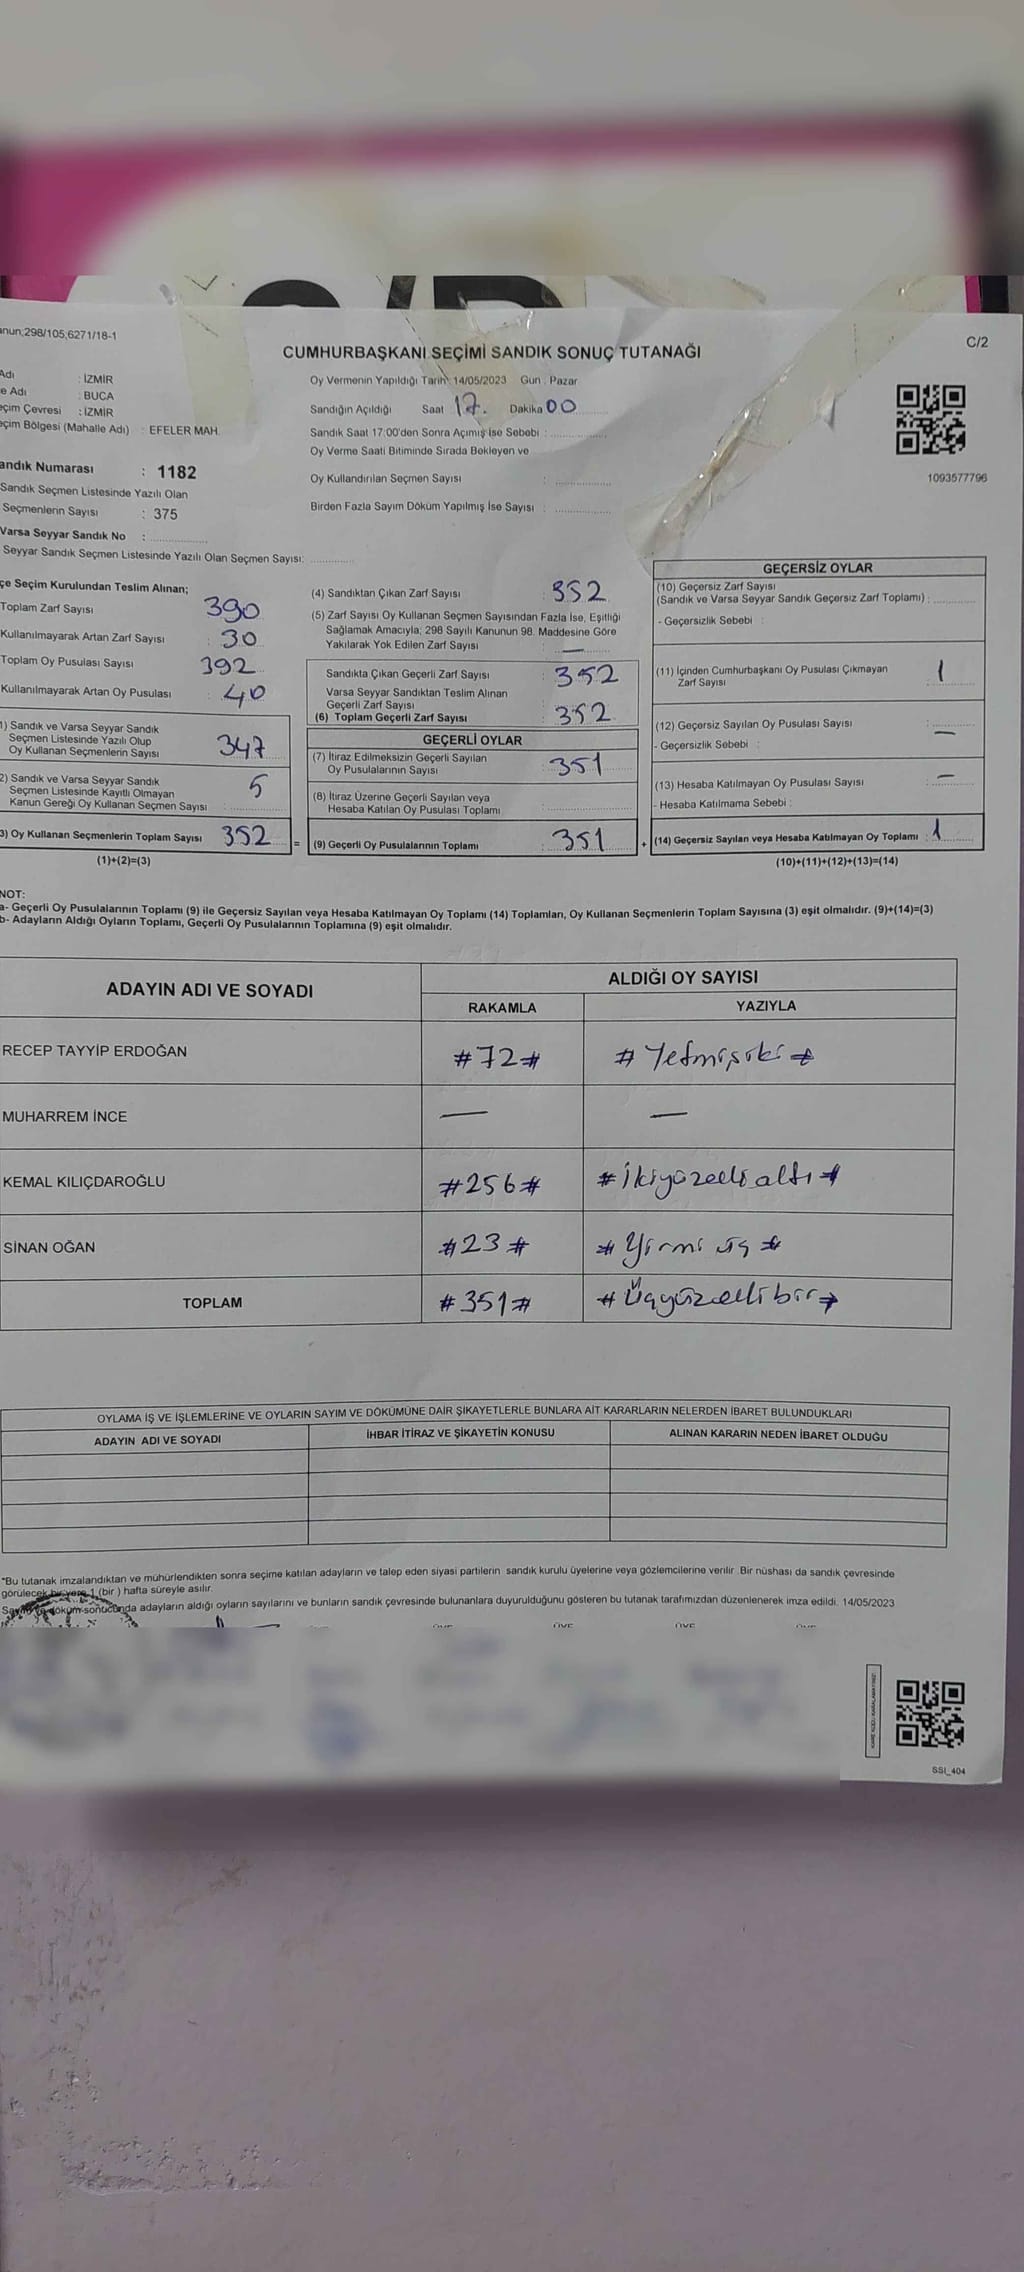 anun;298/105;6271/18-1
C/2
CUMHURBAŞKANI SEÇİMİ SANDIK SONUÇ TUTANAĞI
Adı : İZMİR
e Adı : BUCA
eçim Çevresi : İZMİR
eçim Bölgesi (Mahalle Adı) : EFELER MAH.
andık Numarası : 1182
Sandık Seçmen Listesinde Yazılı Olan
Seçmenlerin Sayısı : 375
Varsa Seyyar Sandık No :
Seyyar Sandık Seçmen Listesinde Yazılı Olan Seçmen Sayısı:
Oy Vermenin Yapıldığı Tarih: 14/05/2023 Gün : Pazar
Sandığın Açıldığı Saat 17. Dakika 00
Sandık Saat 17:00'den Sonra Açımış İse Sebebi :
Oy Verme Saati Bitiminde Sırada Bekleyen ve
Oy Kullandırılan Seçmen Sayısı :
Birden Fazla Sayım Döküm Yapılmış İse Sayısı :
1093577796
çe Seçim Kurulundan Teslim Alınan;
Toplam Zarf Sayısı : 390
Kullanılmayarak Artan Zarf Sayısı : 30
Toplam Oy Pusulası Sayısı 392
Kullanılmayarak Artan Oy Pusulası : 40
1) Sandık ve Varsa Seyyar Sandık
Seçmen Listesinde Yazılı Olup
Oy Kullanan Seçmenlerin Sayısı 347
2) Sandık ve Varsa Seyyar Sandık
Seçmen Listesinde Kayıtlı Olmayan
Kanun Gereği Oy Kullanan Seçmen Sayısı : 5
3) Oy Kullanan Seçmenlerin Toplam Sayısı 352
(1)+(2)=(3)
(4) Sandıktan Çıkan Zarf Sayısı : 352
(5) Zarf Sayısı Oy Kullanan Seçmen Sayısından Fazla İse, Eşitliği
Sağlamak Amacıyla; 298 Sayılı Kanunun 98. Maddesine Göre
Yakılarak Yok Edilen Zarf Sayısı : —
Sandıkta Çıkan Geçerli Zarf Sayısı : 352
Varsa Seyyar Sandıktan Teslim Alınan
Geçerli Zarf Sayısı :
(6) Toplam Geçerli Zarf Sayısı : 352
GEÇERLİ OYLAR
(7) İtiraz Edilmeksizin Geçerli Sayılan
Oy Pusulalarının Sayısı : 351
(8) İtiraz Üzerine Geçerli Sayılan veya
Hesaba Katılan Oy Pusulası Toplamı :
= (9) Geçerli Oy Pusulalarının Toplamı : 351
GEÇERSİZ OYLAR
(10) Geçersiz Zarf Sayısı
(Sandık ve Varsa Seyyar Sandık Geçersiz Zarf Toplamı) :
- Geçersizlik Sebebi :
(11) İçinden Cumhurbaşkanı Oy Pusulası Çıkmayan
Zarf Sayısı : 1
(12) Geçersiz Sayılan Oy Pusulası Sayısı : —
- Geçersizlik Sebebi :
(13) Hesaba Katılmayan Oy Pusulası Sayısı : —
- Hesaba Katılmama Sebebi :
+ (14) Geçersiz Sayılan veya Hesaba Katılmayan Oy Toplamı : 1
(10)+(11)+(12)+(13)=(14)
NOT:
a- Geçerli Oy Pusulalarının Toplamı (9) ile Geçersiz Sayılan veya Hesaba Katılmayan Oy Toplamı (14) Toplamları, Oy Kullanan Seçmenlerin Toplam Sayısına (3) eşit olmalıdır. (9)+(14)=(3)
b- Adayların Aldığı Oyların Toplamı, Geçerli Oy Pusulalarının Toplamına (9) eşit olmalıdır.
ADAYIN ADI VE SOYADI ALDIĞI OY SAYISI
RAKAMLA YAZIYLA
RECEP TAYYİP ERDOĞAN #72# #Yetmişiki#
MUHARREM İNCE — —
KEMAL KILIÇDAROĞLU #256# #İkiyüzelli altı#
SİNAN OĞAN #23# #Yirmi üç#
TOPLAM #351# #Üçyüzellibir#
OYLAMA İŞ VE İŞLEMLERİNE VE OYLARIN SAYIM VE DÖKÜMÜNE DAİR ŞİKAYETLERLE BUNLARA AİT KARARLARIN NELERDEN İBARET BULUNDUKLARI
ADAYIN ADI VE SOYADI İHBAR İTİRAZ VE ŞİKAYETİN KONUSU ALINAN KARARIN NEDEN İBARET OLDUĞU
*Bu tutanak imzalandıktan ve mühürlendikten sonra seçime katılan adayların ve talep eden siyasi partilerin sandık kurulu üyelerine veya gözlemcilerine verilir. Bir nüshası da sandık çevresinde
görülecek bir yere 1 (bir ) hafta süreyle asılır.
Sayım ve döküm sonucunda adayların aldığı oyların sayılarını ve bunların sandık çevresinde bulunanlara duyurulduğunu gösteren bu tutanak tarafımızdan düzenlenerek imza edildi. 14/05/2023
SSI_404